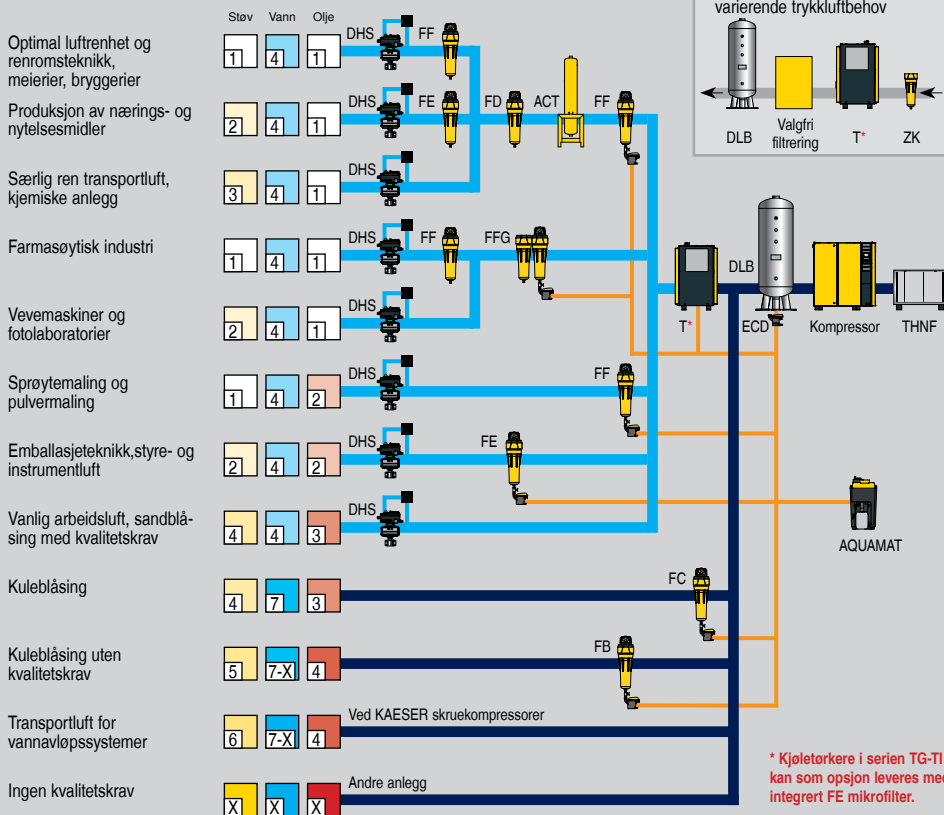 Støv Vann Olje
Optimal luftrenhet og
renromsteknikk,
meierier, bryggerier
1 4 1
DHS FF
Produksjon av nærings- og
nytelsesmidler
2 4 1
DHS FE FD ACT FF
Særlig ren transportluft,
kjemiske anlegg
3 4 1
DHS
Farmasøytisk industri
1 4 1
DHS FF FFG
Vevemaskiner og
fotolaboratorier
2 4 1
DHS
Sprøytemaling og
pulvermaling
1 4 2
DHS FF
Emballasjeteknikk,styre- og
instrumentluft
2 4 2
DHS FE
Vanlig arbeidsluft, sandblå-
sing med kvalitetskrav
4 4 3
DHS
Kuleblåsing
4 7 3
FC
Kuleblåsing uten
kvalitetskrav
5 7-X 4
FB
Transportluft for
vannavløpssystemer
6 7-X 4
Ved KAESER skruekompressorer
Ingen kvalitetskrav
X X X
Andre anlegg
varierende trykkluftbehov
DLB
Valgfri
filtrering
T*
ZK
DLB
T*
ECD
Kompressor
THNF
AQUAMAT
* Kjøletørkere i serien TG-TI
kan som opsjon leveres med
integrert FE mikrofilter.